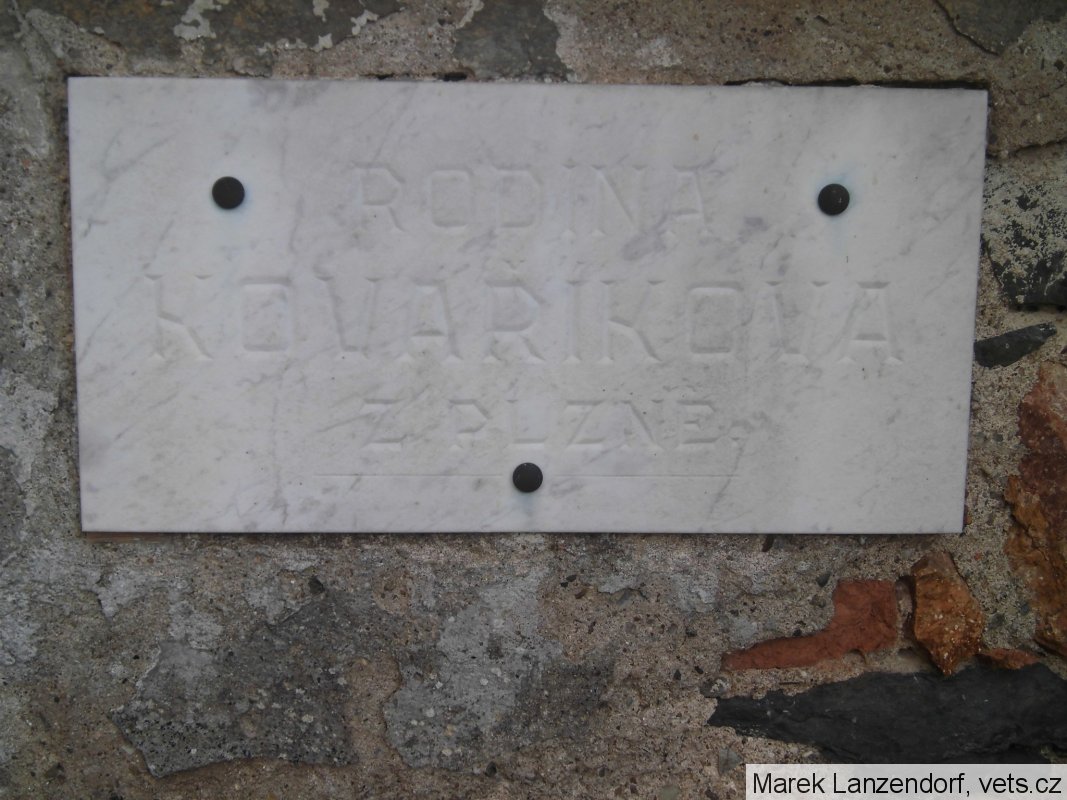 RODINA
KOVAŘÍKOVA
Z PLZNĚ.
Marek Lanzendorf, vets.cz